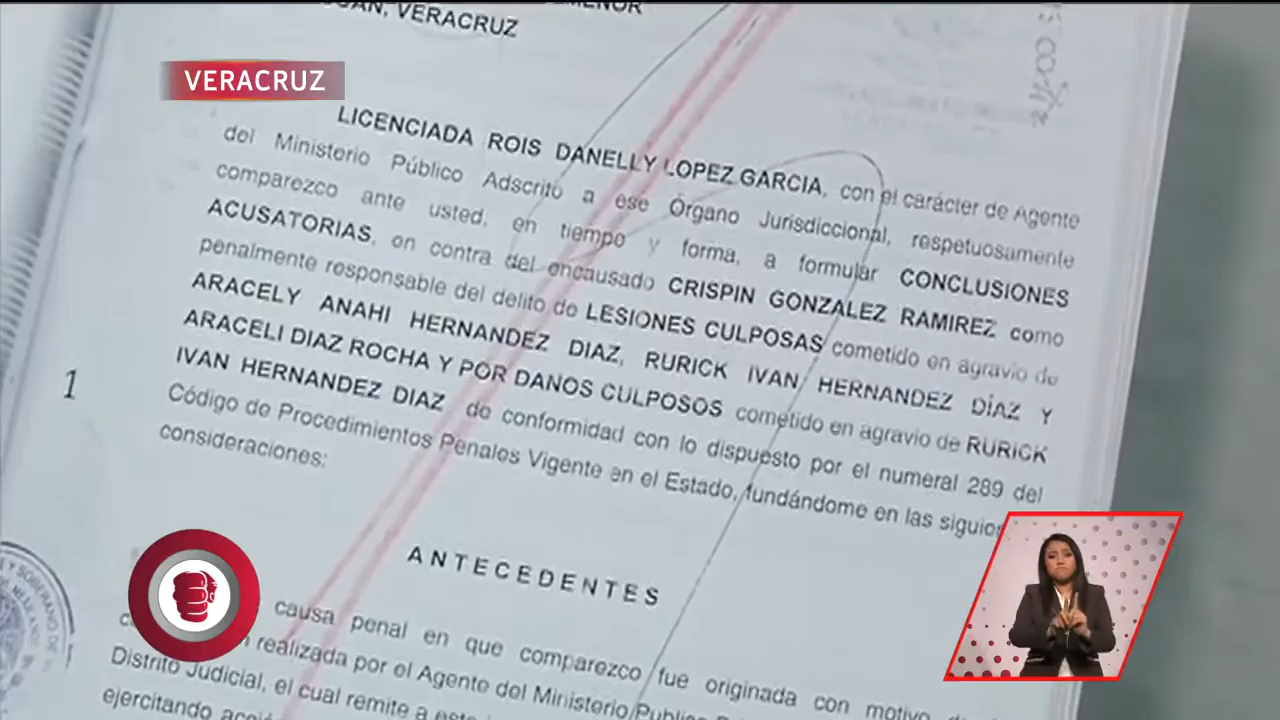 VERACRUZ
VERACRUZ
LICENCIADA ROIS DANELLY LOPEZ GARCIA, con el carácter de Agente
del Ministerio Público Adscrito a ese Órgano Jurisdiccional, respetuosamente
comparezco ante usted, en tiempo y forma, a formular CONCLUSIONES
ACUSATORIAS, en contra del encausado CRISPIN GONZALEZ RAMIREZ como
penalmente responsable del delito de LESIONES CULPOSAS cometido en agravio de
ARACELY ANAHI HERNANDEZ DIAZ, RURICK IVAN HERNANDEZ DÍAZ Y
ARACELI DIAZ ROCHA Y POR DAÑOS CULPOSOS cometido en agravio de RURICK
IVAN HERNANDEZ DIAZ de conformidad con lo dispuesto por el numeral 289 del
Código de Procedimientos Penales Vigente en el Estado, fundándome en las
consideraciones:
1
ANTECEDENTES
causa penal en que comparezco fue originada con motivo
realizada por el Agente del Ministerio Publico
Distrito Judicial, el cual remite a
ejercitando